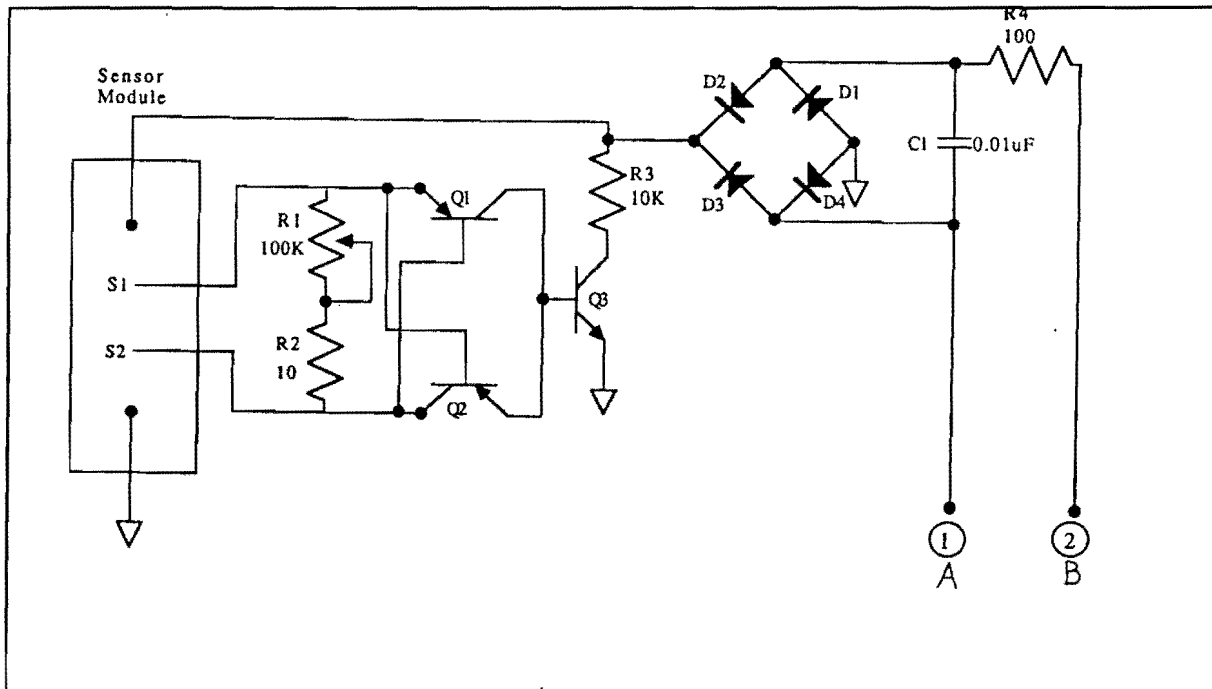 R4
100
Sensor
Module
D2
D1
C1
0.01uF
R3
10K
Q1
D3
D4
R1
100K
S1
Q3
R2
10
S2
Q2
1
2
A
B